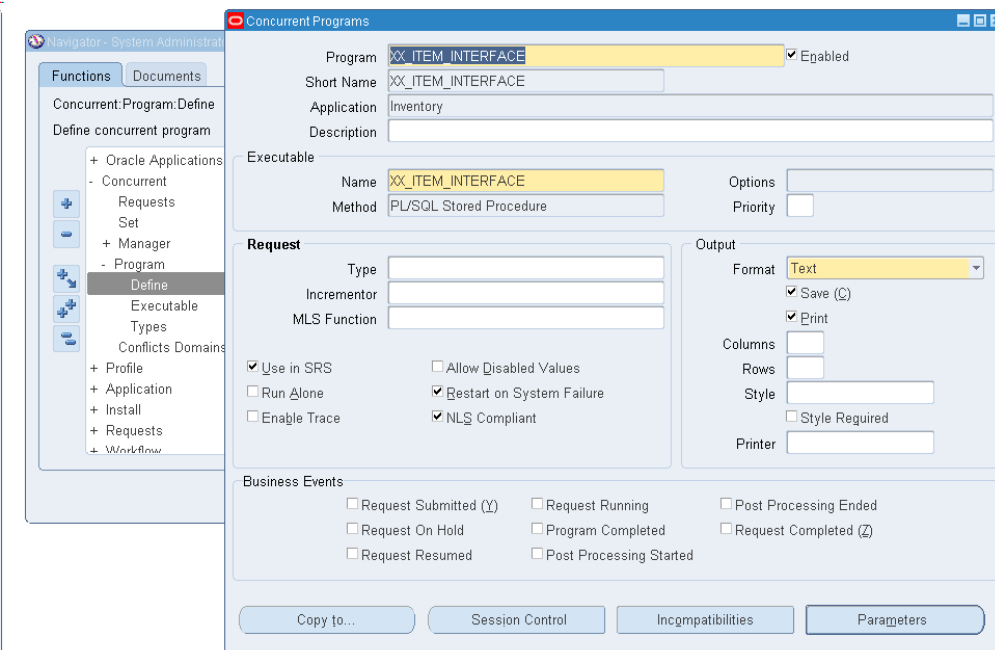 Concurrent Programs
Navigator - System Administrat
Functions Documents
Concurrent:Program:Define
Define concurrent program
+ Oracle Applications
- Concurrent
Requests
Set
+ Manager
- Program
Define
Executable
Types
Conflicts Domains
+ Profile
+ Application
+ Install
+ Requests
+ Workflow
Program XX_ITEM_INTERFACE Enabled
Short Name XX_ITEM_INTERFACE
Application Inventory
Description
Executable
Name XX_ITEM_INTERFACE Options
Method PL/SQL Stored Procedure Priority
Request
Type
Incrementor
MLS Function
Use in SRS Allow Disabled Values
Run Alone Restart on System Failure
Enable Trace NLS Compliant
Output
Format Text
Save (C)
Print
Columns
Rows
Style
Style Required
Printer
Business Events
Request Submitted (Y) Request Running Post Processing Ended
Request On Hold Program Completed Request Completed (Z)
Request Resumed Post Processing Started
Copy to... Session Control Incompatibilities Parameters